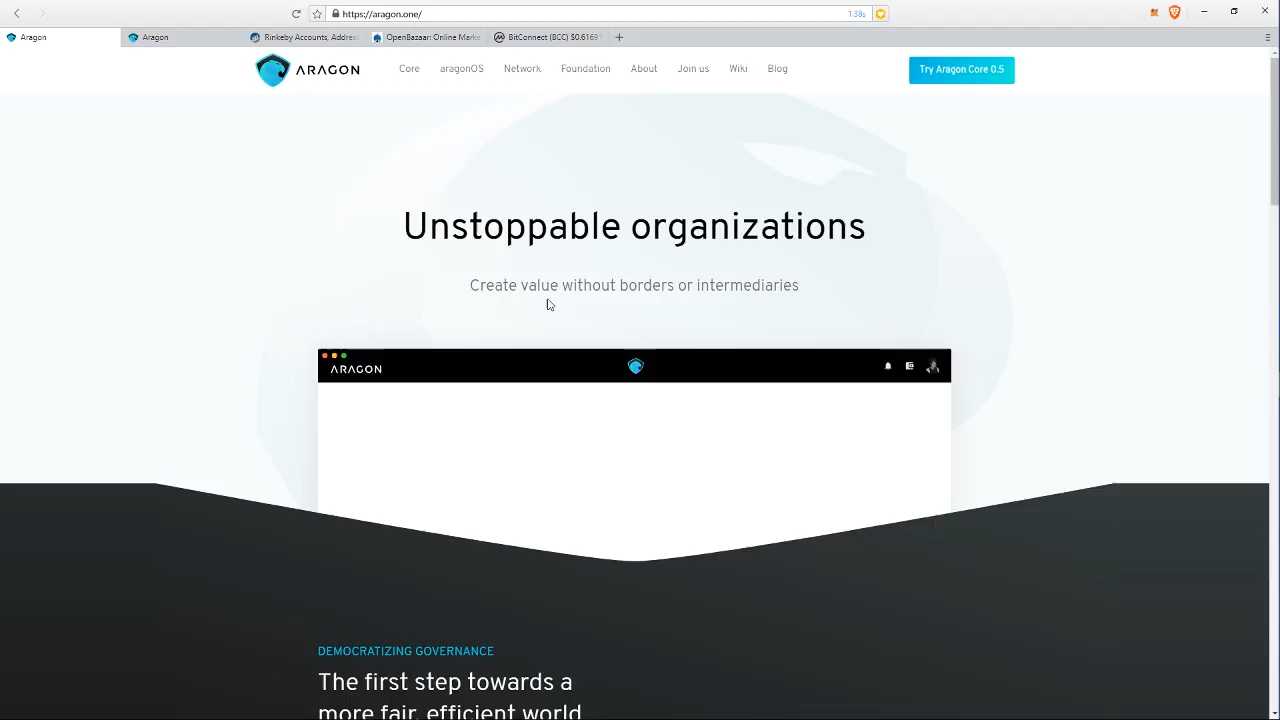 https://aragon.one/
1.38s
Aragon
Aragon
Rinkeby Accounts, Addres
OpenBazaar: Online Marke
BitConnect (BCC) $0.6169
ARAGON
Core
aragonOS
Network
Foundation
About
Join us
Wiki
Blog
Try Aragon Core 0.5
Unstoppable organizations
Create value without borders or intermediaries
ARAGON
DEMOCRATIZING GOVERNANCE
The first step towards a
more fair, efficient world